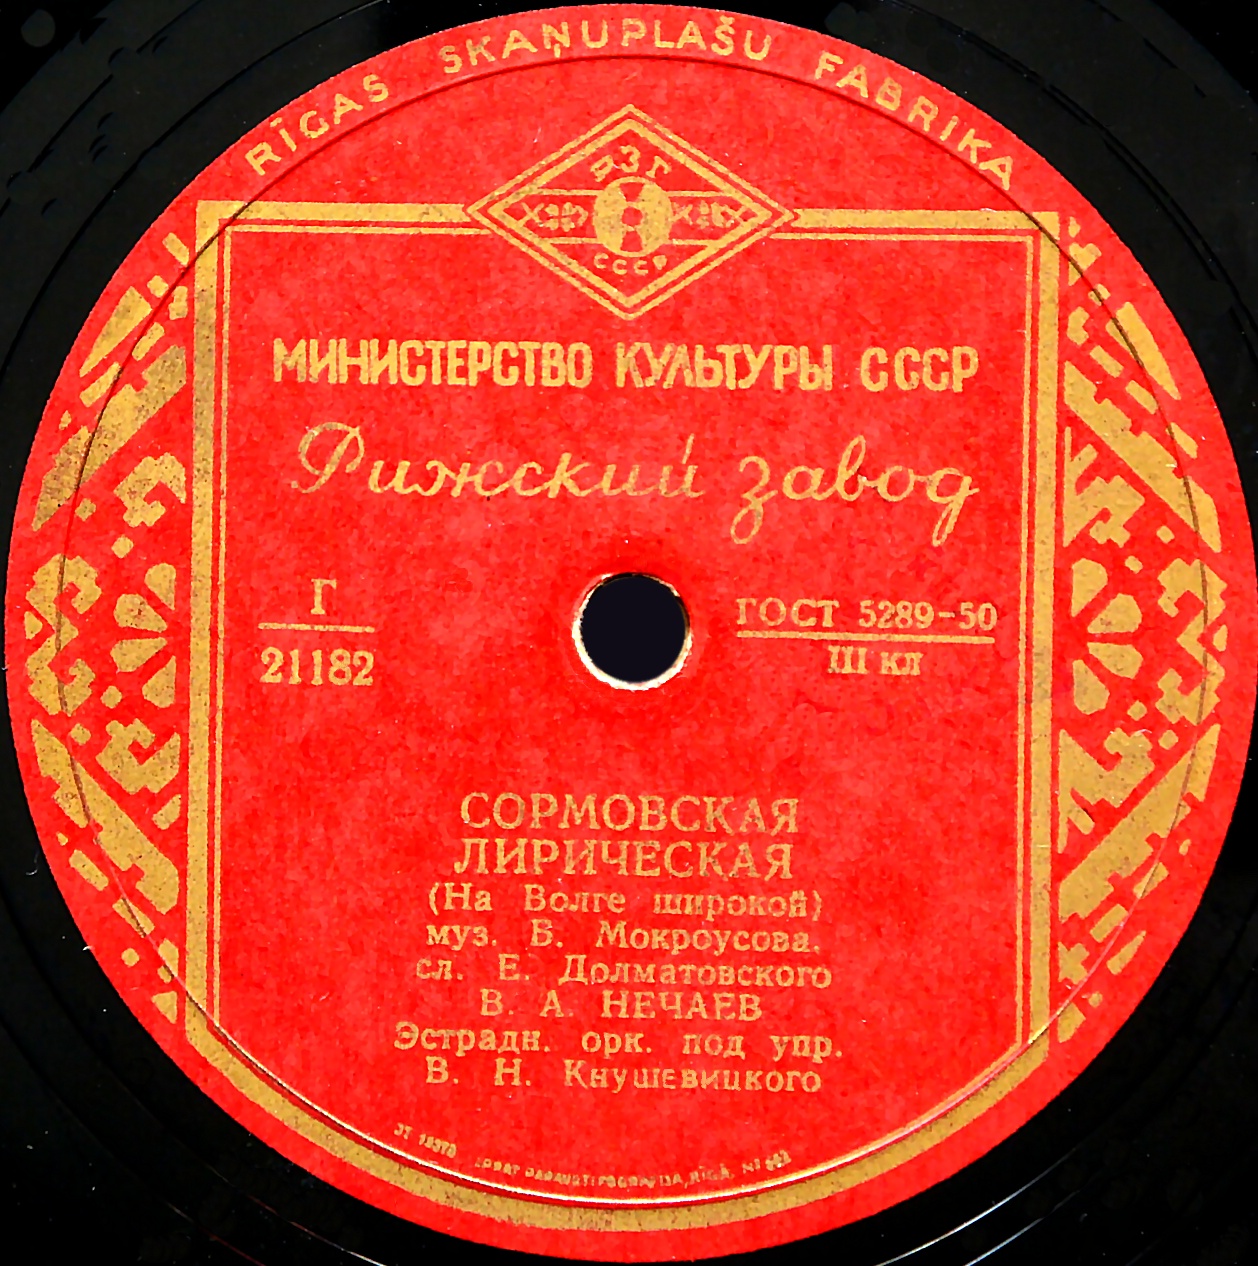 RĪGAS SKAŅUPLAŠU FABRIKA
РЗГ
СССР
МИНИСТЕРСТВО КУЛЬТУРЫ СССР
Рижский завод
Г
21182
ГОСТ 5289-50
III кл
СОРМОВСКАЯ
ЛИРИЧЕСКАЯ
(На Волге широкой)
муз. Б. Мокроусова,
сл. Е. Долматовского
В. А. НЕЧАЕВ
Эстрадн. орк. под упр.
В. Н. Кнушевицкого
RĪGĀ,